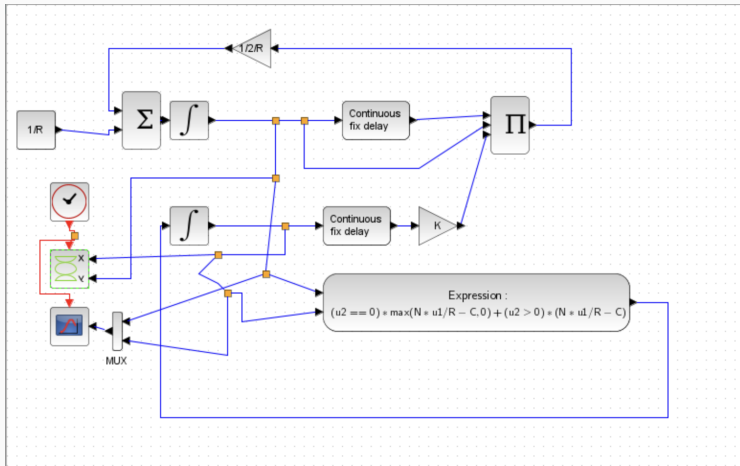 1/2/R
1/R
Σ
∫
Continuous
fix delay
Π
∫
Continuous
fix delay
K
X
Y
Expression :
(u2 == 0) * max(N * u1/R − C, 0) + (u2 > 0) * (N * u1/R − C)
MUX